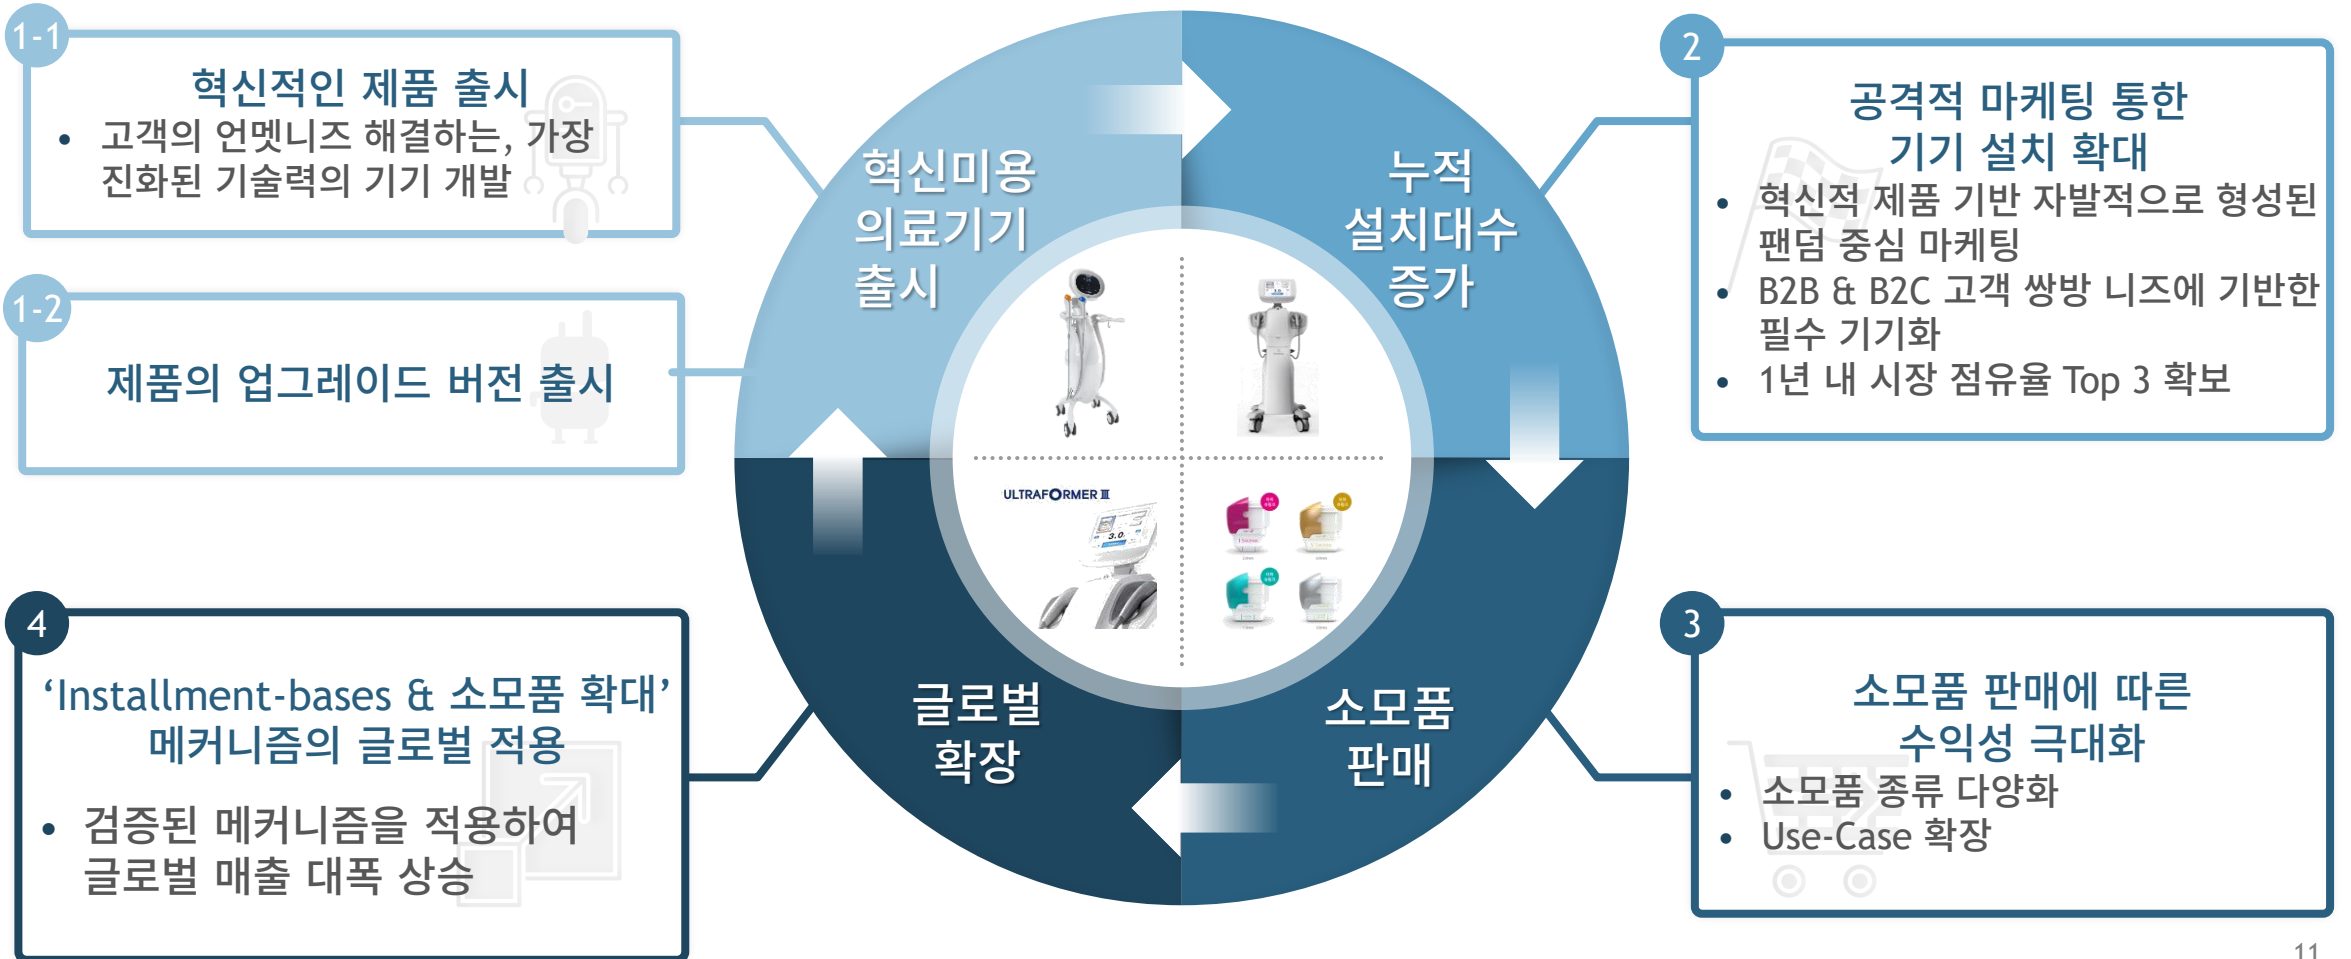 1-1
혁신적인 제품 출시
• 고객의 언멧니즈 해결하는, 가장
진화된 기술력의 기기 개발
1-2
제품의 업그레이드 버전 출시
혁신미용
의료기기
출시
누적
설치대수
증가
2
공격적 마케팅 통한
기기 설치 확대
• 혁신적 제품 기반 자발적으로 형성된
팬덤 중심 마케팅
• B2B & B2C 고객 쌍방 니즈에 기반한
필수 기기화
• 1년 내 시장 점유율 Top 3 확보
ULTRAFORMER III
3.0
글로벌
확장
소모품
판매
4
‘Installment-bases & 소모품 확대’
메커니즘의 글로벌 적용
• 검증된 메커니즘을 적용하여
글로벌 매출 대폭 상승
3
소모품 판매에 따른
수익성 극대화
• 소모품 종류 다양화
• Use-Case 확장
11